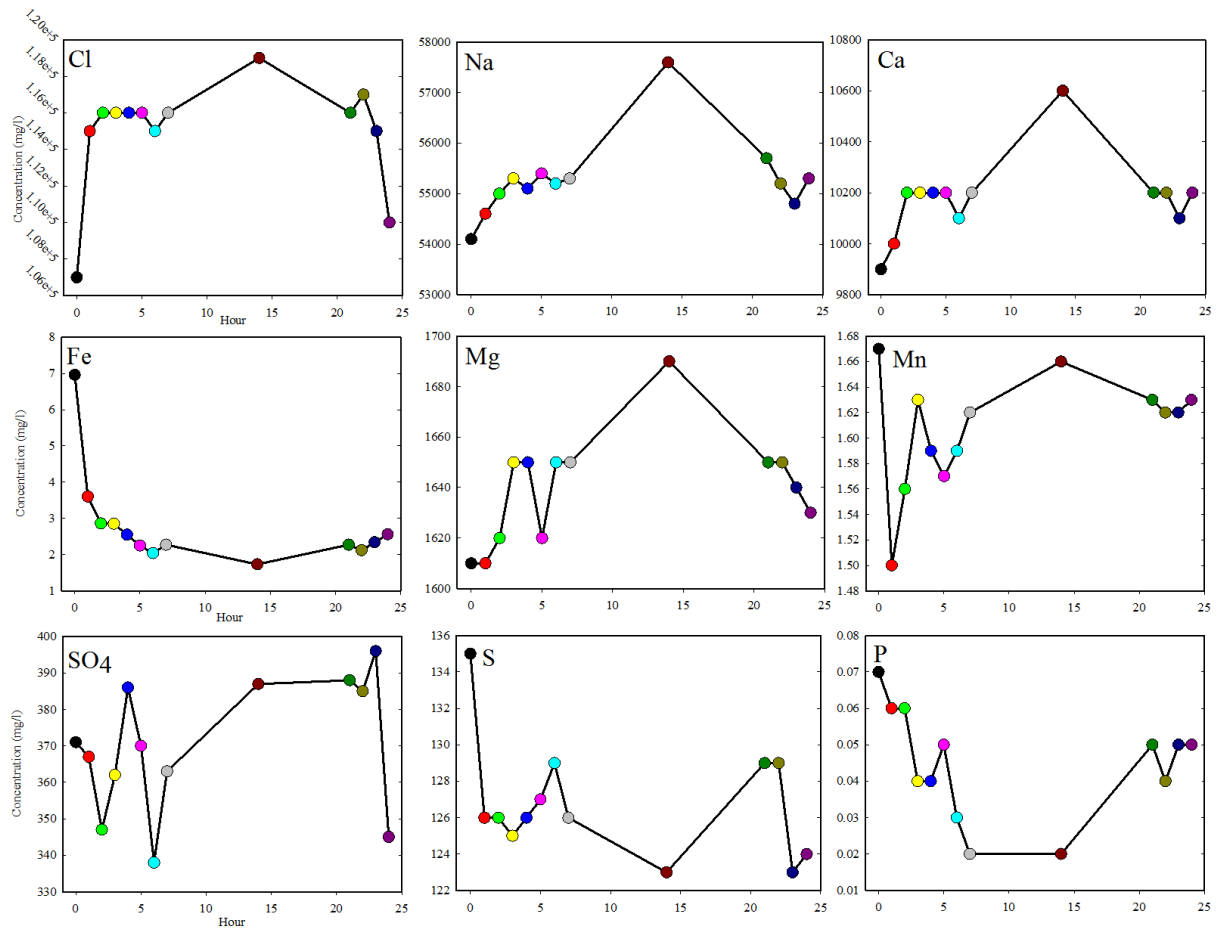 Cl
1.20e+5
1.18e+5
1.16e+5
1.14e+5
1.12e+5
1.10e+5
1.08e+5
1.06e+5
Concentration (mg/l)
0 5 10 15 20 25
Hour
Na
58000
57000
56000
55000
54000
53000
0 5 10 15 20 25
Ca
10800
10600
10400
10200
10000
9800
0 5 10 15 20 25
Fe
8
7
6
5
4
3
2
1
Concentration (mg/l)
0 5 10 15 20 25
Hour
Mg
1700
1680
1660
1640
1620
1600
0 5 10 15 20 25
Mn
1.68
1.66
1.64
1.62
1.60
1.58
1.56
1.54
1.52
1.50
1.48
0 5 10 15 20 25
SO4
400
390
380
370
360
350
340
330
Concentration (mg/l)
0 5 10 15 20 25
Hour
S
136
134
132
130
128
126
124
122
0 5 10 15 20 25
P
0.08
0.07
0.06
0.05
0.04
0.03
0.02
0.01
0 5 10 15 20 25